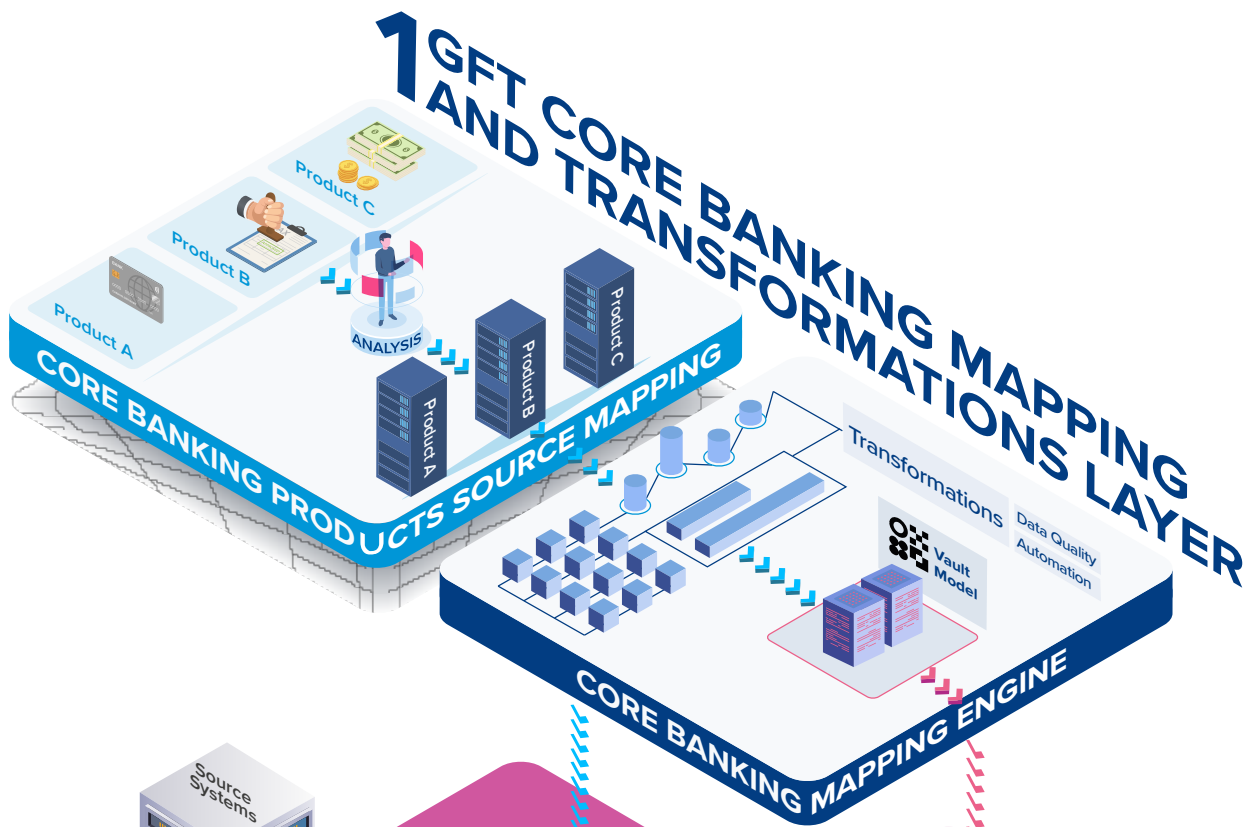 1 GFT CORE BANKING MAPPING
AND TRANSFORMATIONS LAYER
Product C
Product B
Product A
ANALYSIS
Product C
Product B
Product A
CORE BANKING PRODUCTS SOURCE MAPPING
Transformations
Data Quality
Automation
Vault
Model
CORE BANKING MAPPING ENGINE
Source
Systems